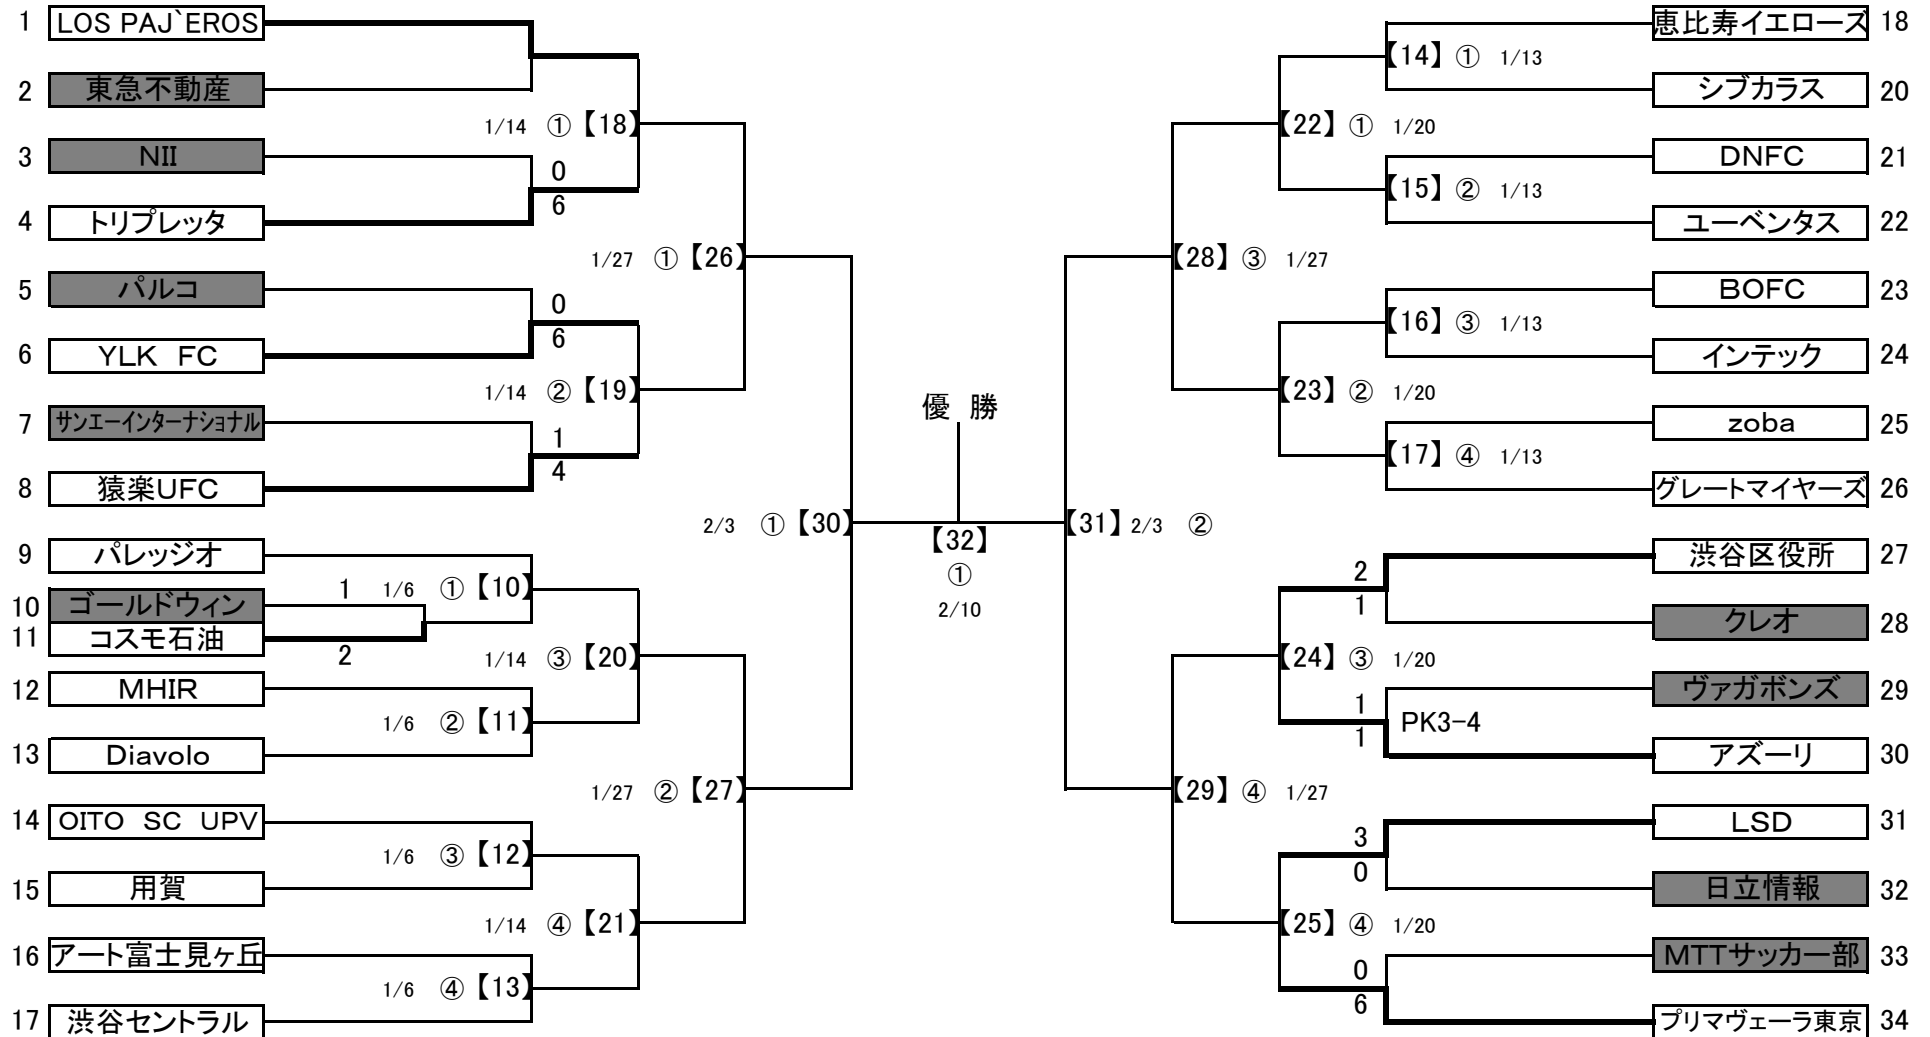 1 LOS PAJ`EROS
2 東急不動産
1/14 ① 【18】
3 NII
0
6
4 トリプレッタ
1/27 ① 【26】
5 パルコ
0
6
6 YLK FC
1/14 ② 【19】
7 サンエーインターナショナル
1
4
8 猿楽UFC
2/3 ① 【30】
9 パレッジオ
1 1/6 ① 【10】
10 ゴールドウィン
11 コスモ石油
2
1/14 ③ 【20】
12 MHIR
1/6 ② 【11】
13 Diavolo
1/27 ② 【27】
14 OITO SC UPV
1/6 ③ 【12】
15 用賀
1/14 ④ 【21】
16 アート富士見ヶ丘
1/6 ④ 【13】
17 渋谷セントラル
優 勝
【32】
①
2/10
恵比寿イエローズ 18
【14】 ① 1/13
シブカラス 20
【22】 ① 1/20
DNFC 21
【15】 ② 1/13
ユーベンタス 22
【28】 ③ 1/27
BOFC 23
【16】 ③ 1/13
インテック 24
【23】 ② 1/20
zoba 25
【17】 ④ 1/13
グレートマイヤーズ 26
【31】 2/3 ②
渋谷区役所 27
2
1
クレオ 28
【24】 ③ 1/20
ヴァガボンズ 29
1
PK3-4
1
アズーリ 30
【29】 ④ 1/27
LSD 31
3
0
日立情報 32
【25】 ④ 1/20
MTTサッカー部 33
0
6
プリマヴェーラ東京 34